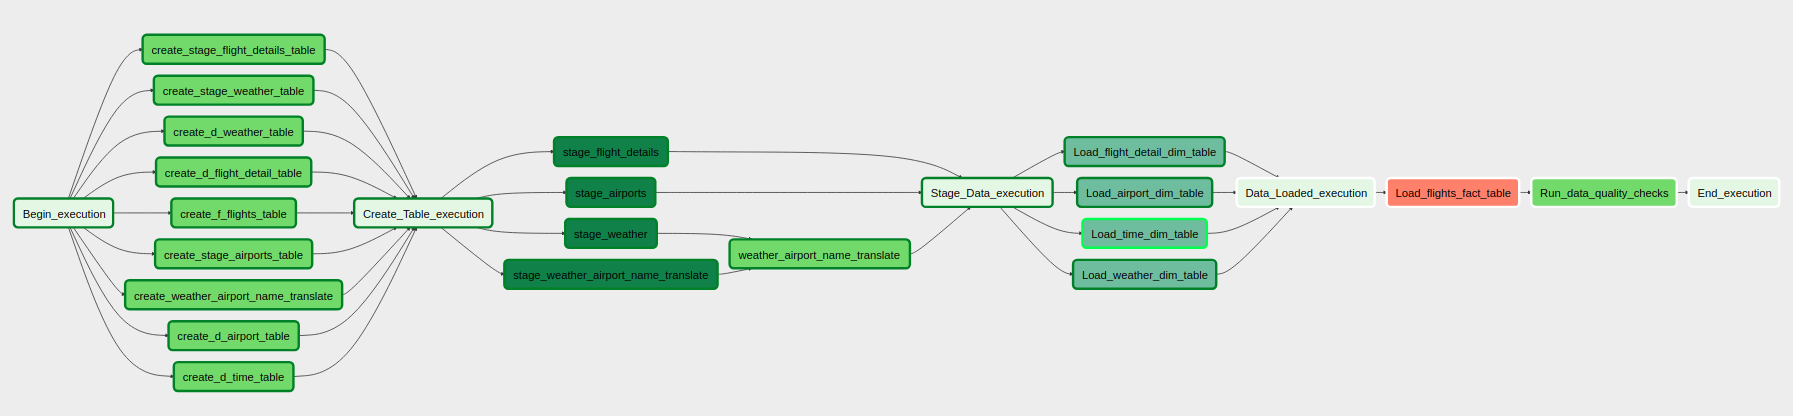 Begin_execution
create_stage_flight_details_table
create_stage_weather_table
create_d_weather_table
create_d_flight_detail_table
create_f_flights_table
create_stage_airports_table
create_weather_airport_name_translate
create_d_airport_table
create_d_time_table
Create_Table_execution
stage_flight_details
stage_airports
stage_weather
stage_weather_airport_name_translate
weather_airport_name_translate
Stage_Data_execution
Load_flight_detail_dim_table
Load_airport_dim_table
Load_time_dim_table
Load_weather_dim_table
Data_Loaded_execution
Load_flights_fact_table
Run_data_quality_checks
End_execution